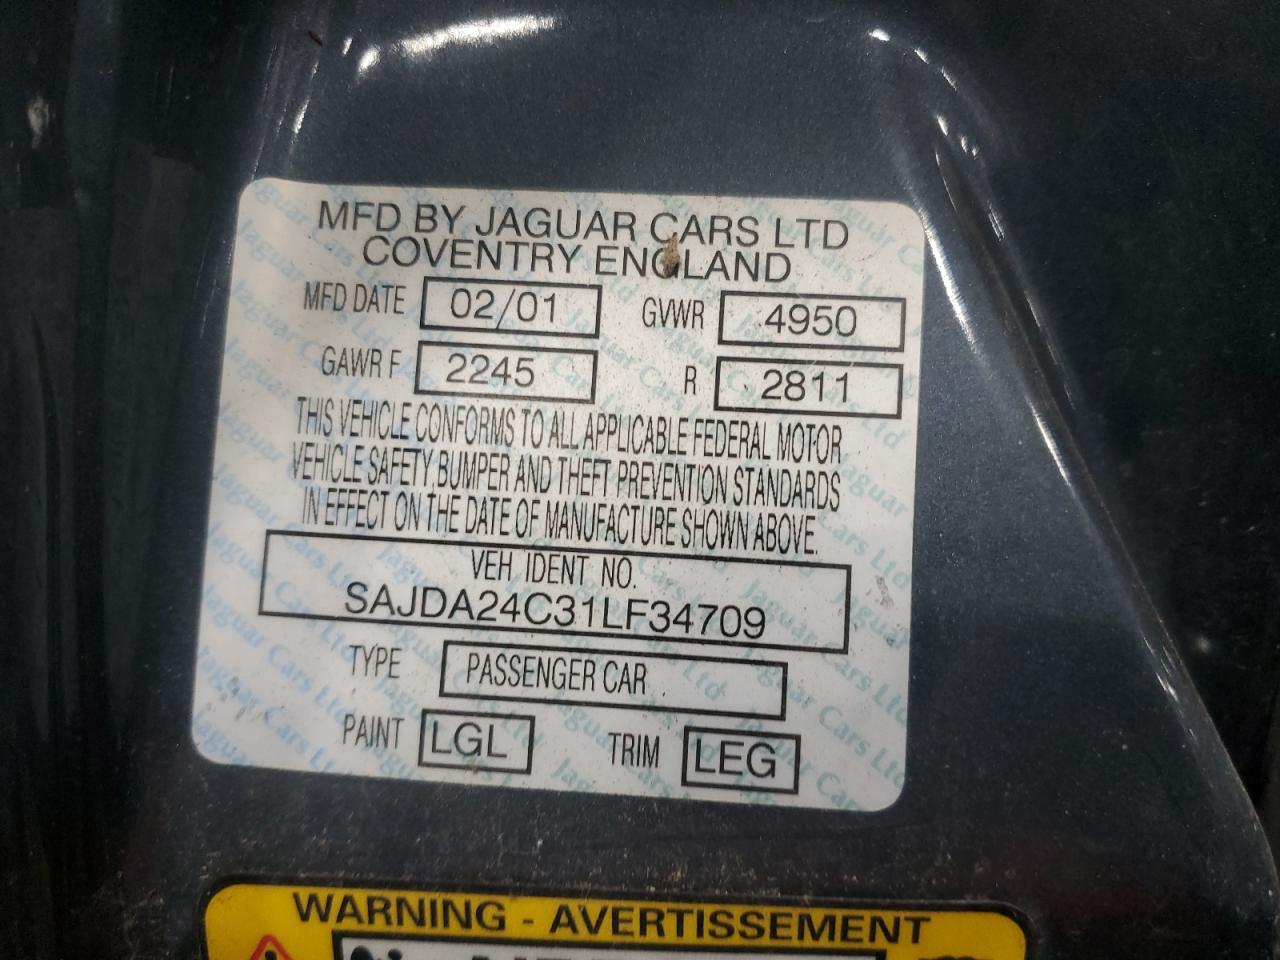 MFD BY JAGUAR CARS LTD
COVENTRY ENGLAND
MFD DATE 02/01 GVWR 4950
GAWR F 2245 R 2811
THIS VEHICLE CONFORMS TO ALL APPLICABLE FEDERAL MOTOR
VEHICLE SAFETY, BUMPER AND THEFT PREVENTION STANDARDS
IN EFFECT ON THE DATE OF MANUFACTURE SHOWN ABOVE.
VEH IDENT NO.
SAJDA24C31LF34709
TYPE PASSENGER CAR
PAINT LGL TRIM LEG
WARNING - AVERTISSEMENT